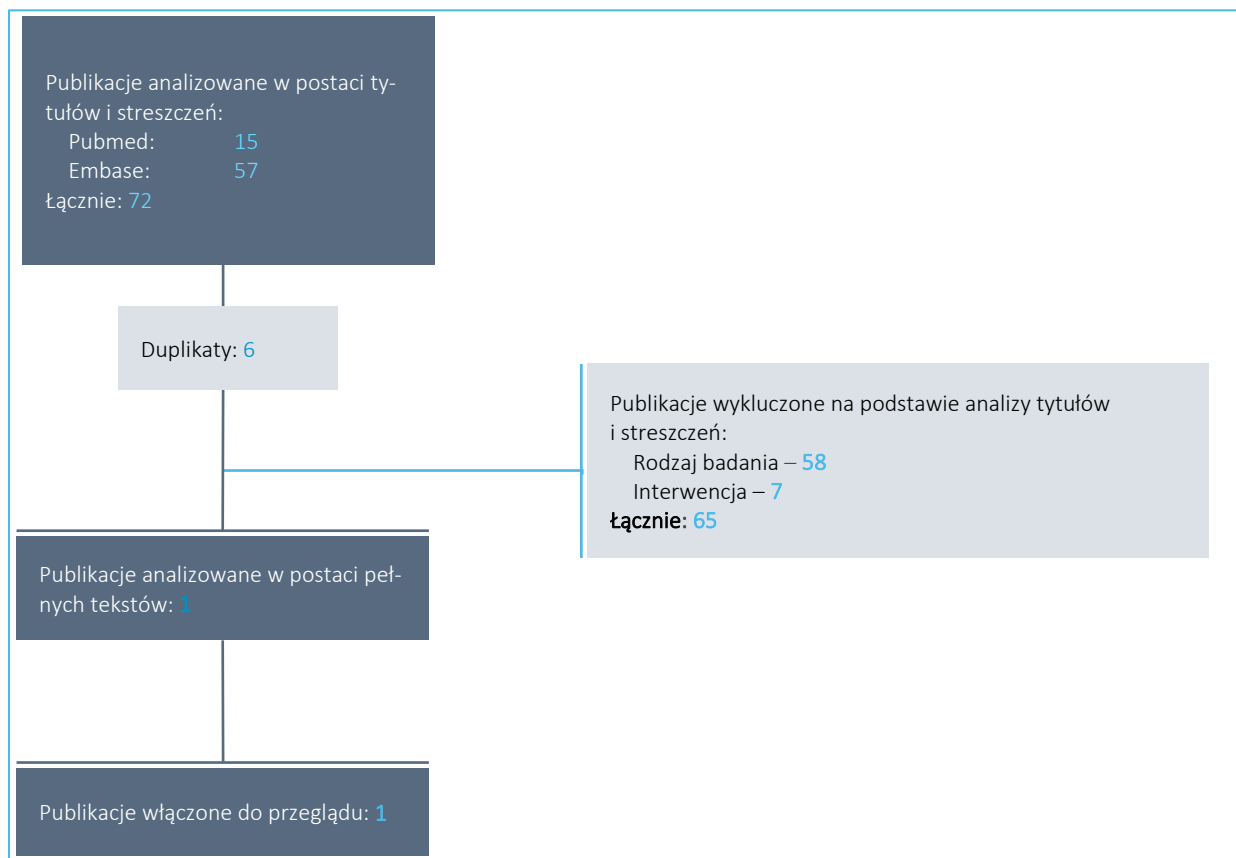 Publikacje analizowane w postaci ty-
tułów i streszczeń:
Pubmed: 15
Embase: 57
Łącznie: 72
Duplikaty: 6
Publikacje wykluczone na podstawie analizy tytułów
i streszczeń:
Rodzaj badania – 58
Interwencja – 7
Łącznie: 65
Publikacje analizowane w postaci peł-
nych tekstów: 1
Publikacje włączone do przeglądu: 1